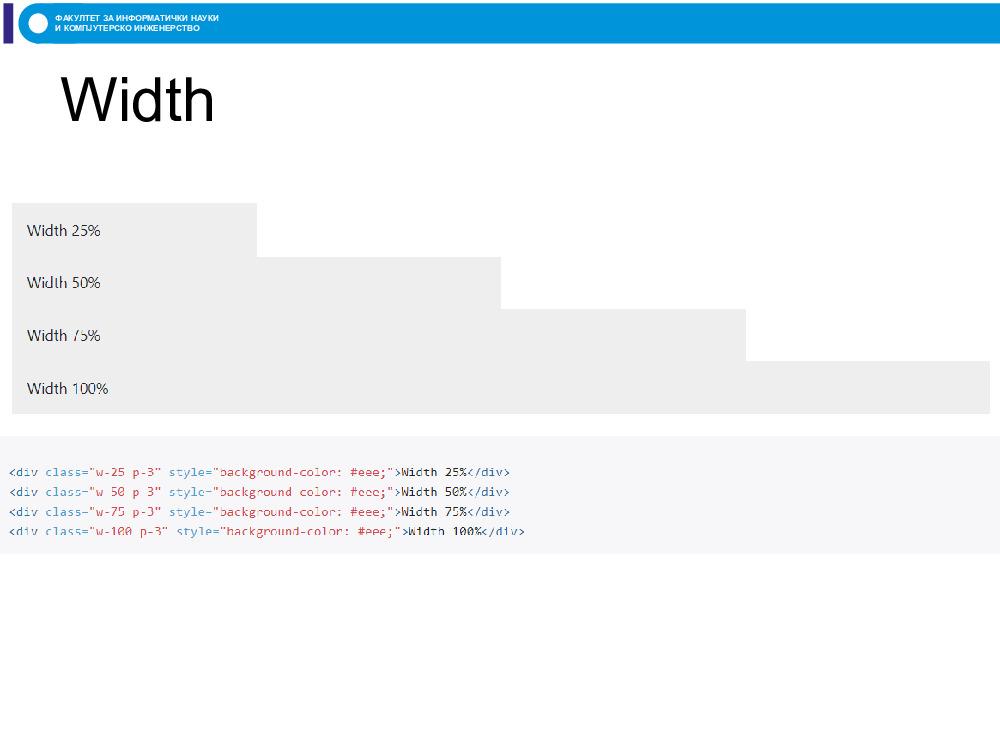 ФАКУЛТЕТ ЗА ИНФОРМАТИЧКИ НАУКИ
И КОМПЈУТЕРСКО ИНЖЕНЕРСТВО
Width
Width 25%
Width 50%
Width 75%
Width 100%
<div class="w-25 p-3" style="background-color: #eee;">Width 25%</div>
<div class="w-50 p-3" style="background-color: #eee;">Width 50%</div>
<div class="w-75 p-3" style="background-color: #eee;">Width 75%</div>
<div class="w-100 p-3" style="background-color: #eee;">Width 100%</div>